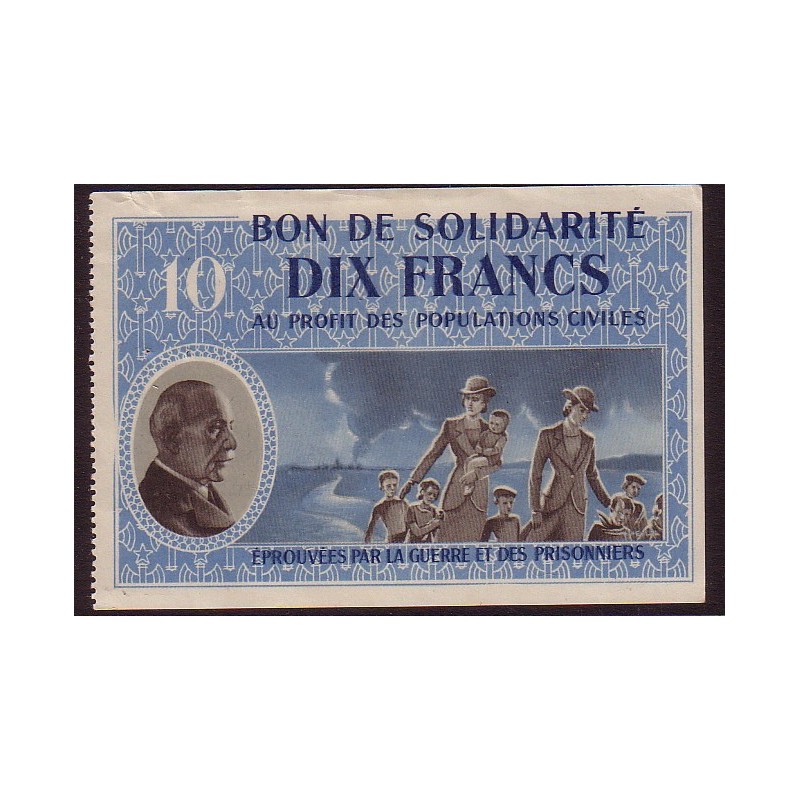 BON DE SOLIDARITÉ
10
DIX FRANCS
AU PROFIT DES POPULATIONS CIVILES
ÉPROUVÉES PAR LA GUERRE ET DES PRISONNIERS